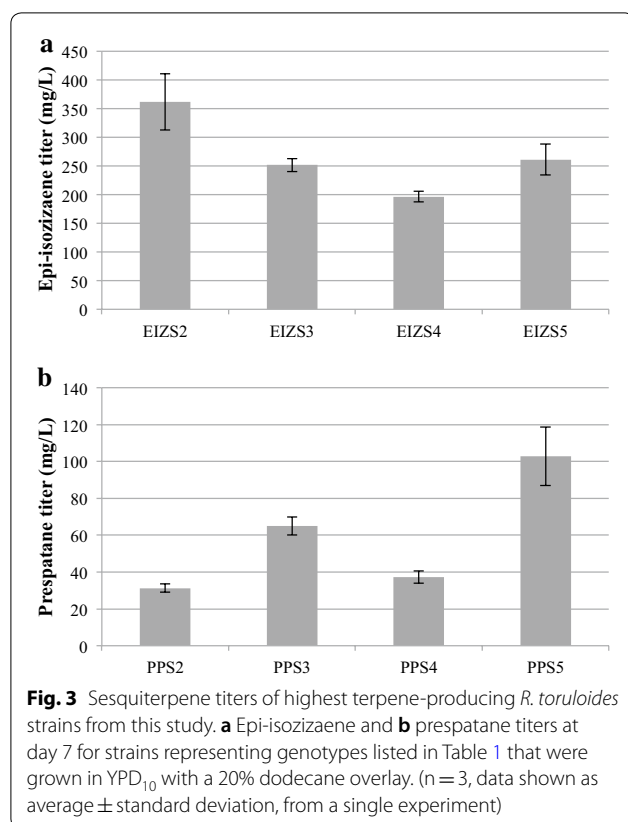 a
450
400
350
300
250
200
150
100
50
0
Epi-isozizaene titer (mg/L)
EIZS2 EIZS3 EIZS4 EIZS5
b
140
120
100
80
60
40
20
0
Prespatane titer (mg/L)
PPS2 PPS3 PPS4 PPS5
Fig. 3 Sesquiterpene titers of highest terpene-producing R. toruloides
strains from this study. a Epi-isozizaene and b prespatane titers at
day 7 for strains representing genotypes listed in Table 1 that were
grown in YPD₁₀ with a 20% dodecane overlay. (n = 3, data shown as
average ± standard deviation, from a single experiment)